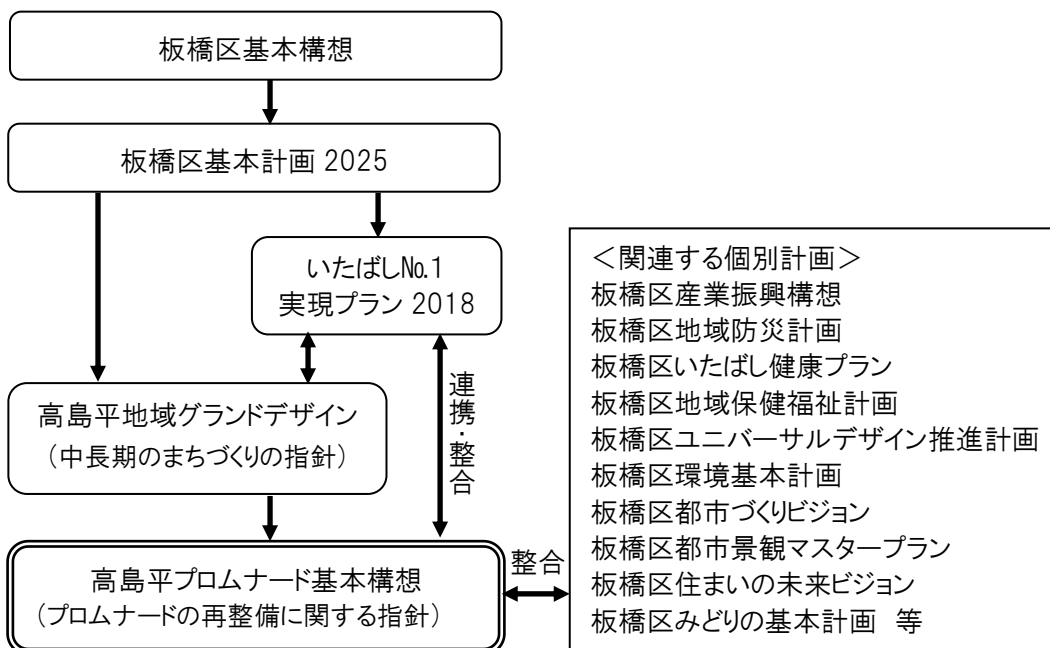 板橋区基本構想
板橋区基本計画 2025
いたばし№1
実現プラン 2018
高島平地域グランドデザイン
（中長期のまちづくりの指針）
連携・整合
高島平プロムナード基本構想
（プロムナードの再整備に関する指針）
整合
＜関連する個別計画＞
板橋区産業振興構想
板橋区地域防災計画
板橋区いたばし健康プラン
板橋区地域保健福祉計画
板橋区ユニバーサルデザイン推進計画
板橋区環境基本計画
板橋区都市づくりビジョン
板橋区都市景観マスタープラン
板橋区住まいの未来ビジョン
板橋区みどりの基本計画　等